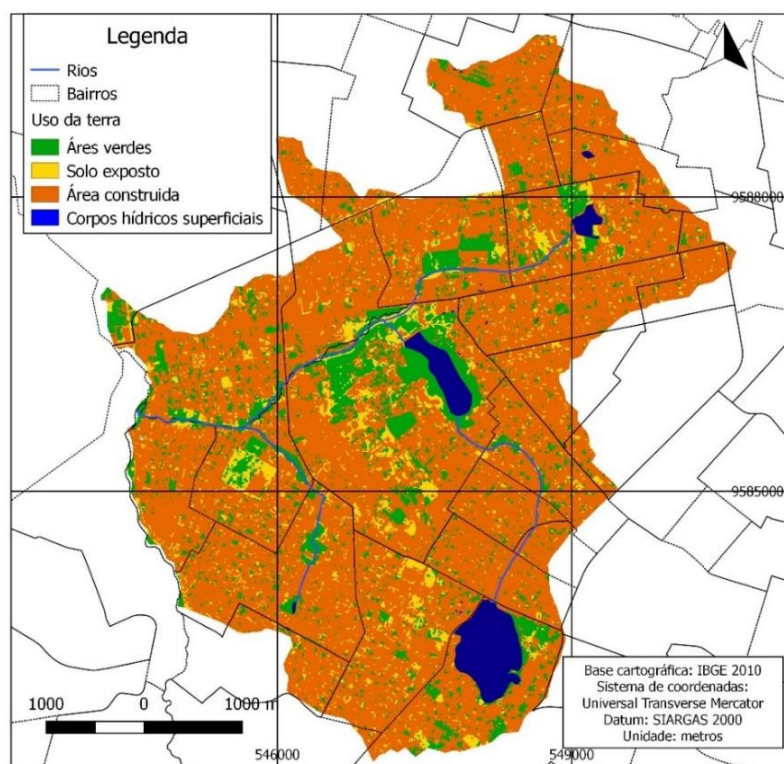 Legenda
Rios
Bairros
Uso da terra
Áres verdes
Solo exposto
Área construida
Corpos hídricos superficiais
9588000
9585000
1000 0 1000 m
546000
549000
Base cartográfica: IBGE 2010
Sistema de coordenadas:
Universal Transverse Mercator
Datum: SIARGAS 2000
Unidade: metros